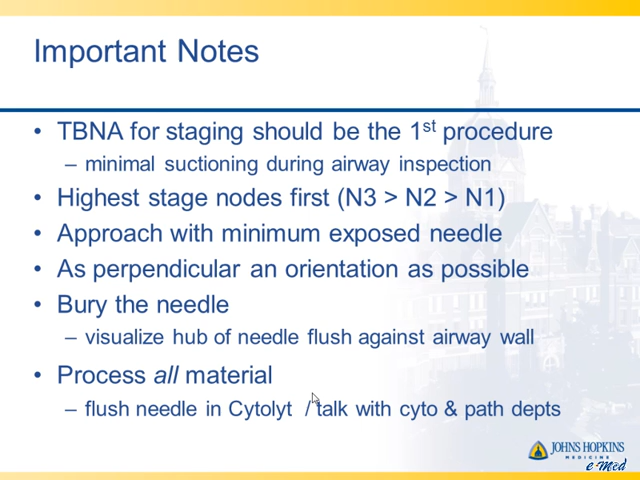 Important Notes
• TBNA for staging should be the 1st procedure
– minimal suctioning during airway inspection
• Highest stage nodes first (N3 > N2 > N1)
• Approach with minimum exposed needle
• As perpendicular an orientation as possible
• Bury the needle
– visualize hub of needle flush against airway wall
• Process all material
– flush needle in Cytolyt / talk with cyto & path depts
JOHNS HOPKINS
MEDICINE
e-Med